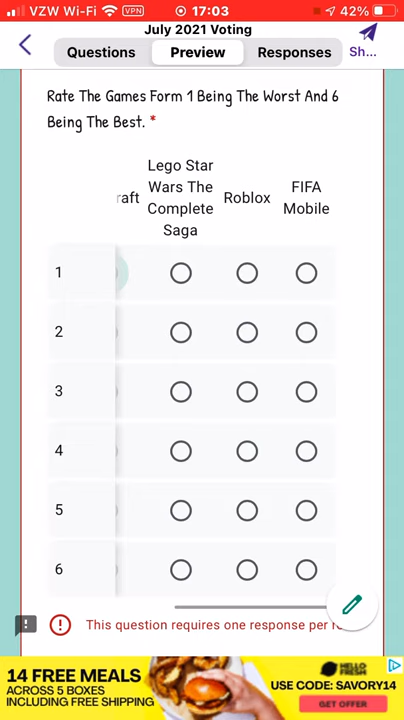 VZW Wi-Fi VPN 17:03 42%
July 2021 Voting
Questions Preview Responses Sh...
Rate The Games Form 1 Being The Worst And 6
Being The Best. *
raft Lego Star Wars The Complete Saga Roblox FIFA Mobile
1
2
3
4
5
6
This question requires one response per r
14 FREE MEALS
ACROSS 5 BOXES
INCLUDING FREE SHIPPING
HELLO
FRESH
USE CODE: SAVORY14
GET OFFER